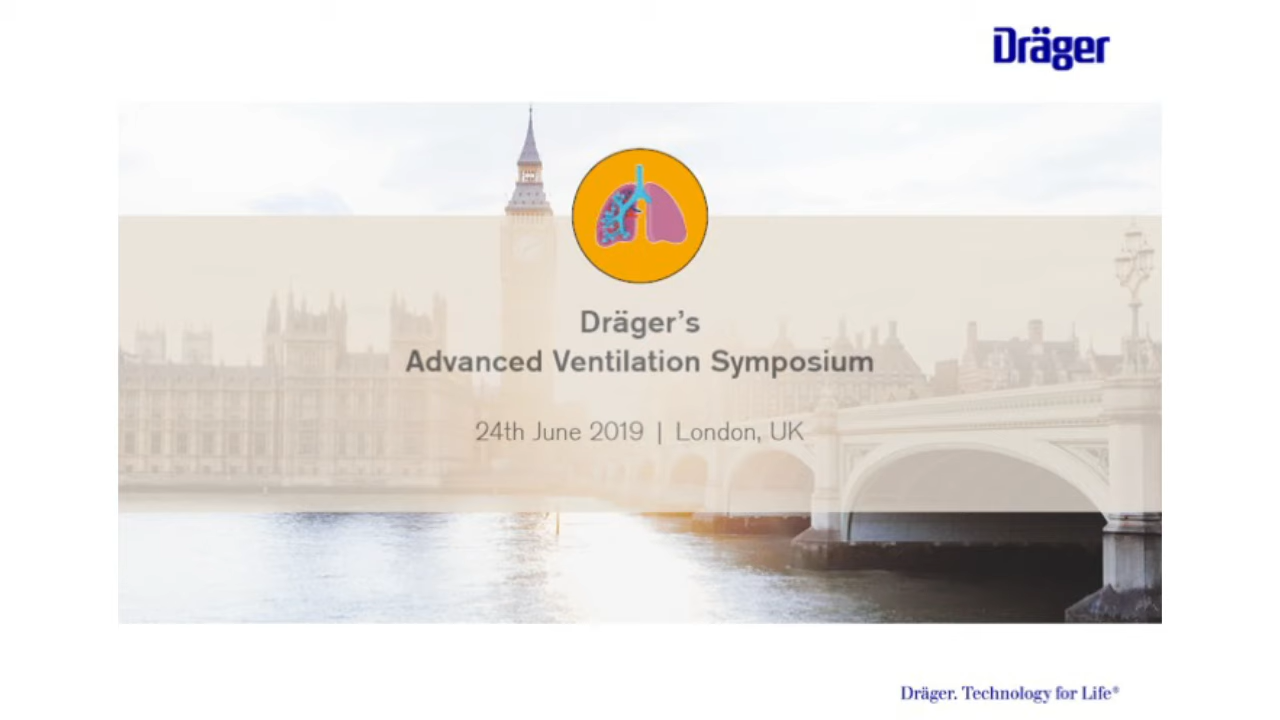 Dräger
Dräger's
Advanced Ventilation Symposium
24th June 2019 | London, UK
Dräger. Technology for Life®